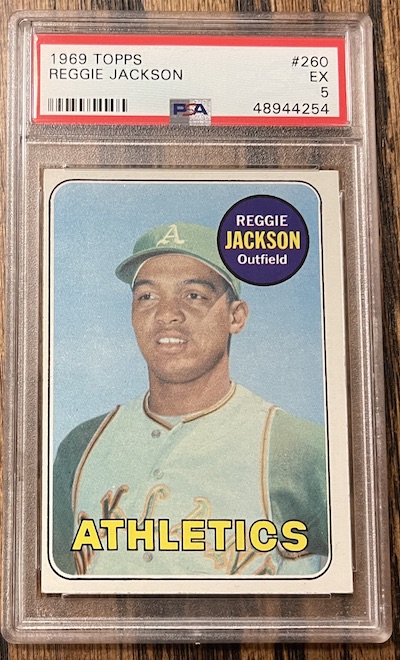 1969 TOPPS #260
REGGIE JACKSON EX
5
PSA 48944254
REGGIE
JACKSON
Outfield
A
ATHLETICS